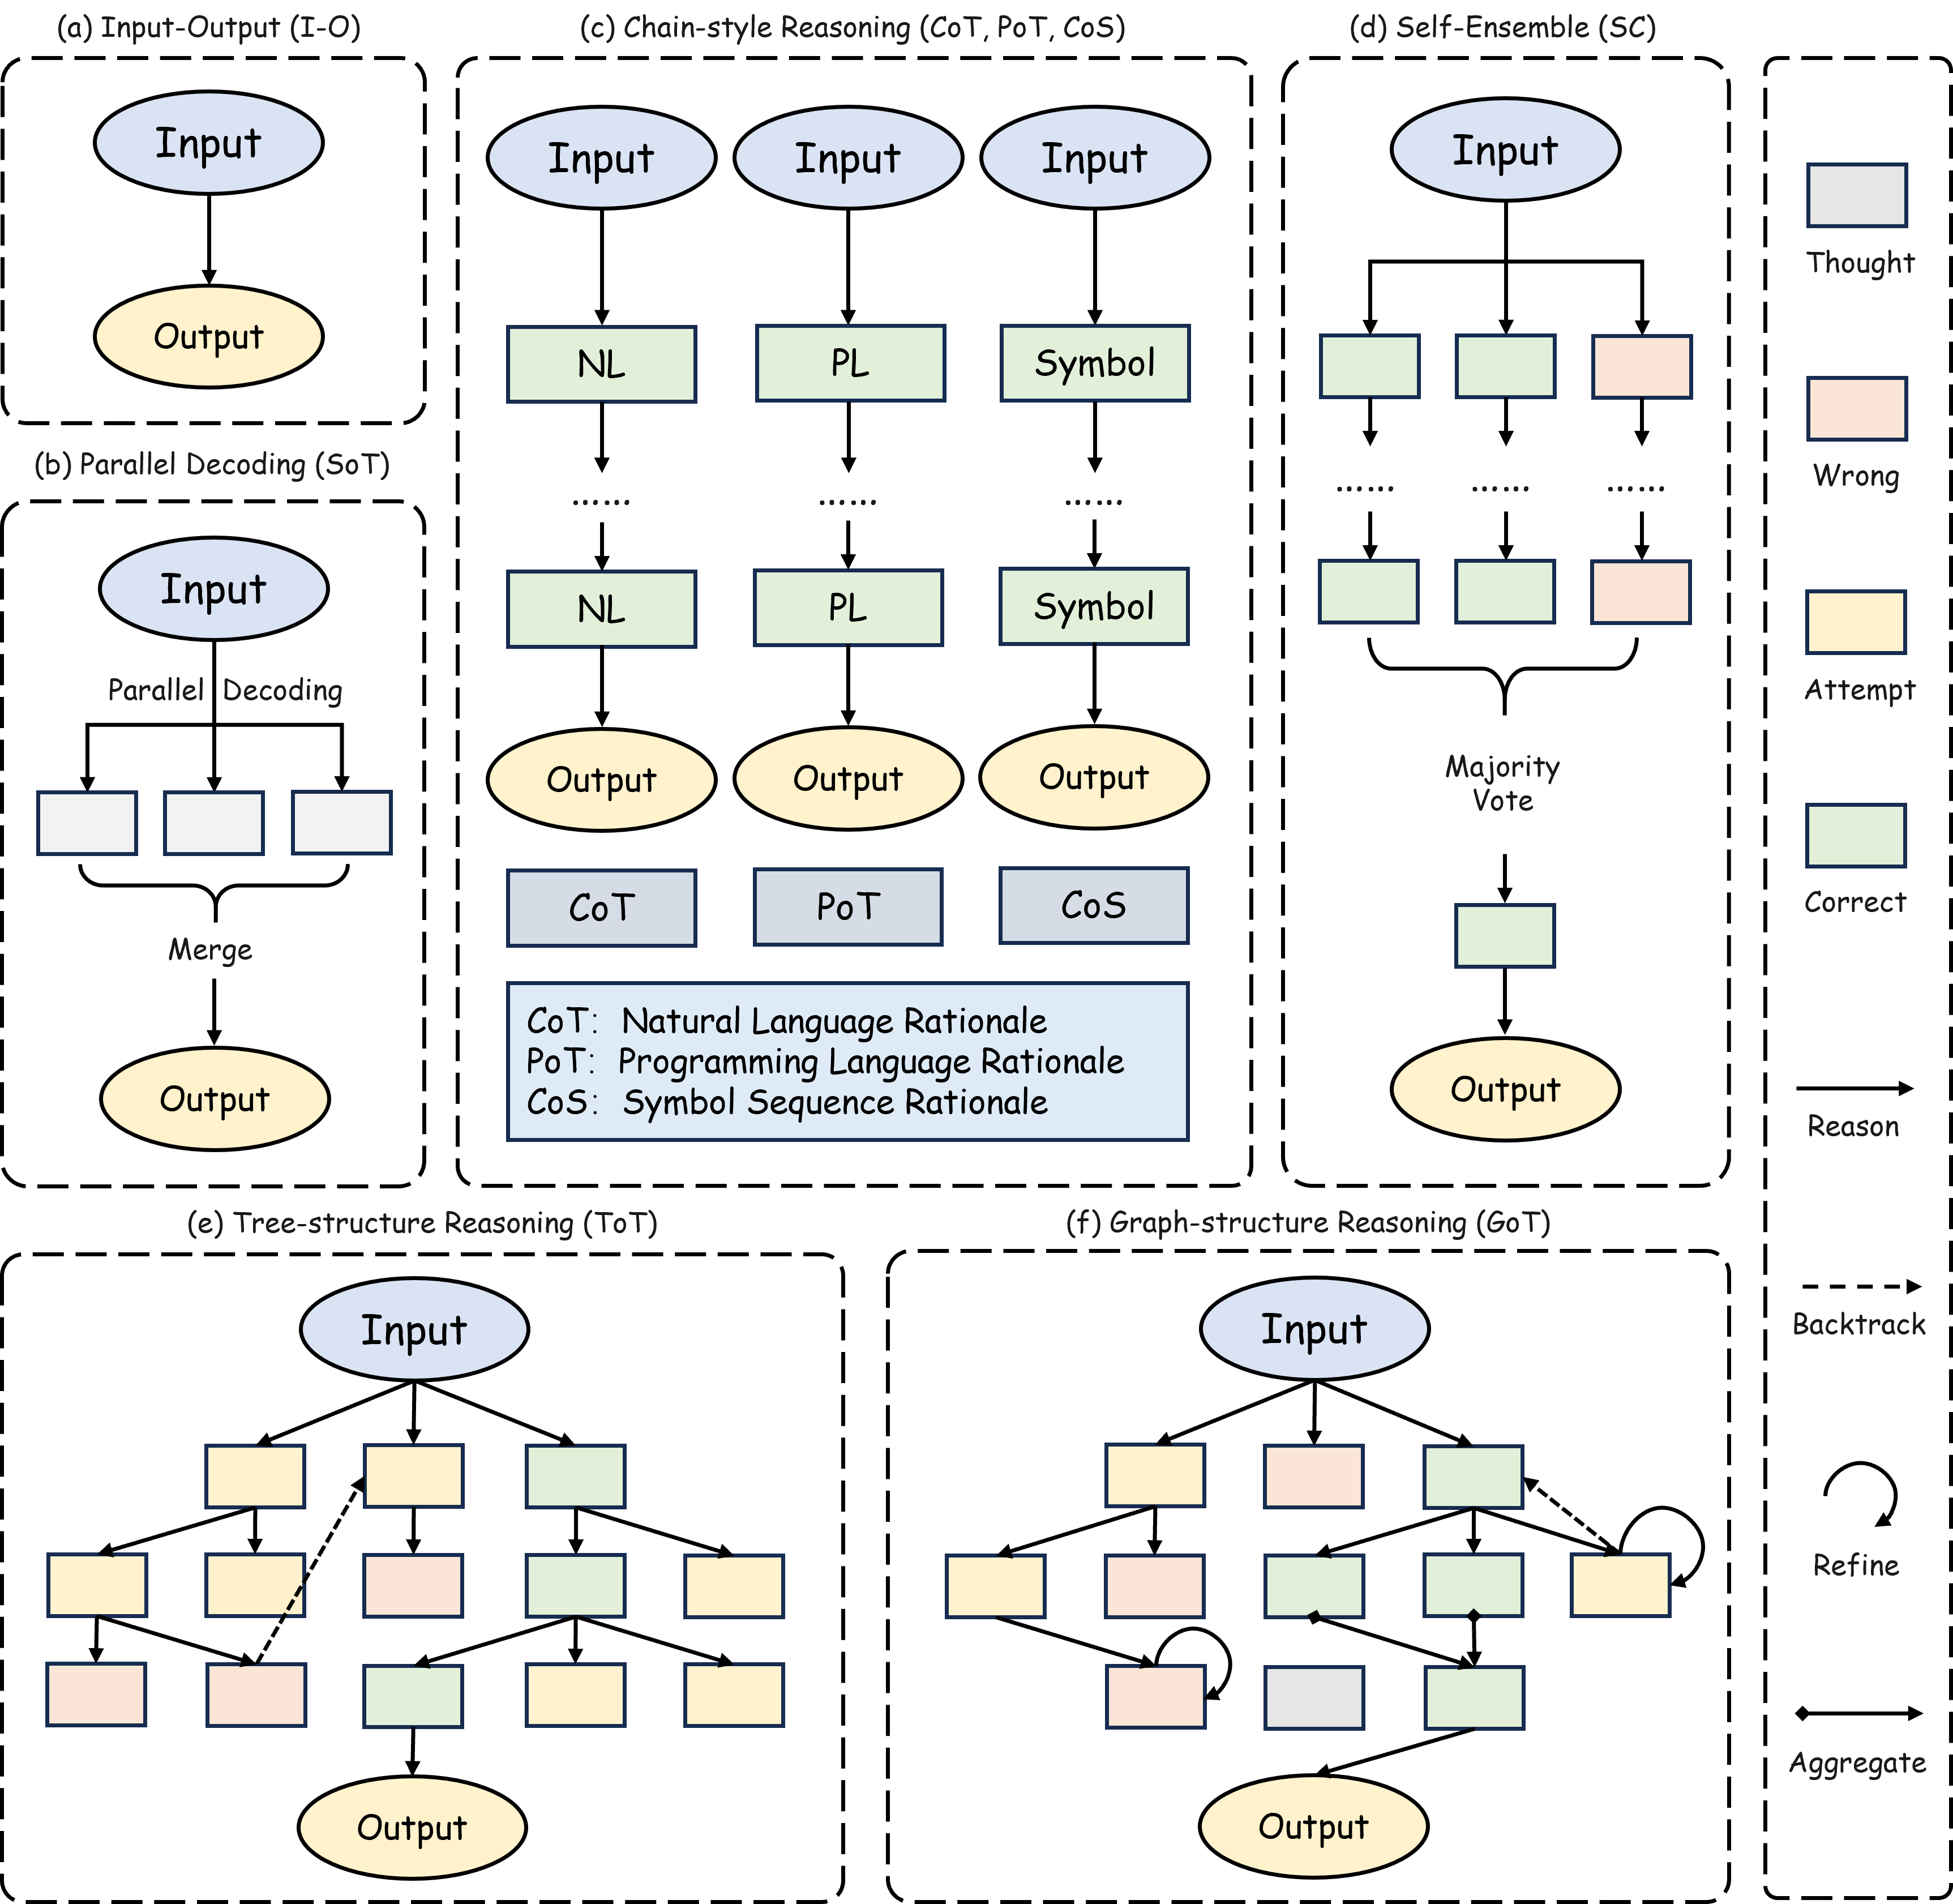 (a) Input-Output (I-O)
Input
Output
(b) Parallel Decoding (SoT)
Input
Parallel Decoding
Merge
Output
(c) Chain-style Reasoning (CoT, PoT, CoS)
Input Input Input
NL PL Symbol
...... ...... ......
NL PL Symbol
Output Output Output
CoT PoT CoS
CoT: Natural Language Rationale
PoT: Programming Language Rationale
CoS: Symbol Sequence Rationale
(d) Self-Ensemble (SC)
Input
...... ...... ......
Majority
Vote
Output
(e) Tree-structure Reasoning (ToT)
Input
Output
(f) Graph-structure Reasoning (GoT)
Input
Output
Thought
Wrong
Attempt
Correct
Reason
Backtrack
Refine
Aggregate